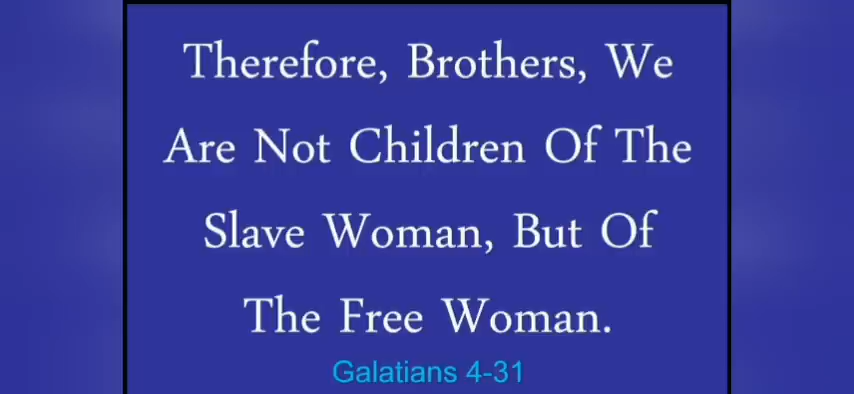 Therefore, Brothers, We
Are Not Children Of The
Slave Woman, But Of
The Free Woman.
Galatians 4-31